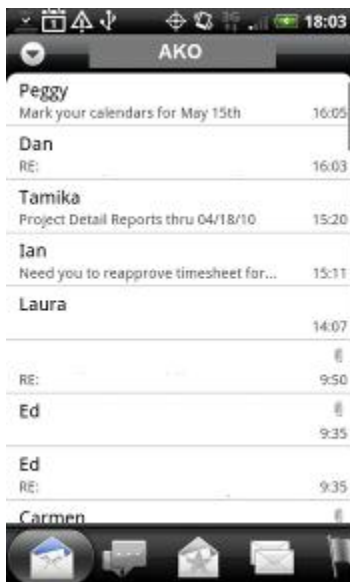 18:03
AKO
Peggy
Mark your calendars for May 15th 16:05
Dan
RE: 16:03
Tamika
Project Detail Reports thru 04/18/10 15:20
Ian
Need you to reapprove timesheet for... 15:11
Laura
14:07
RE: 9:50
Ed
9:35
Ed
RE: 9:35
Carmen